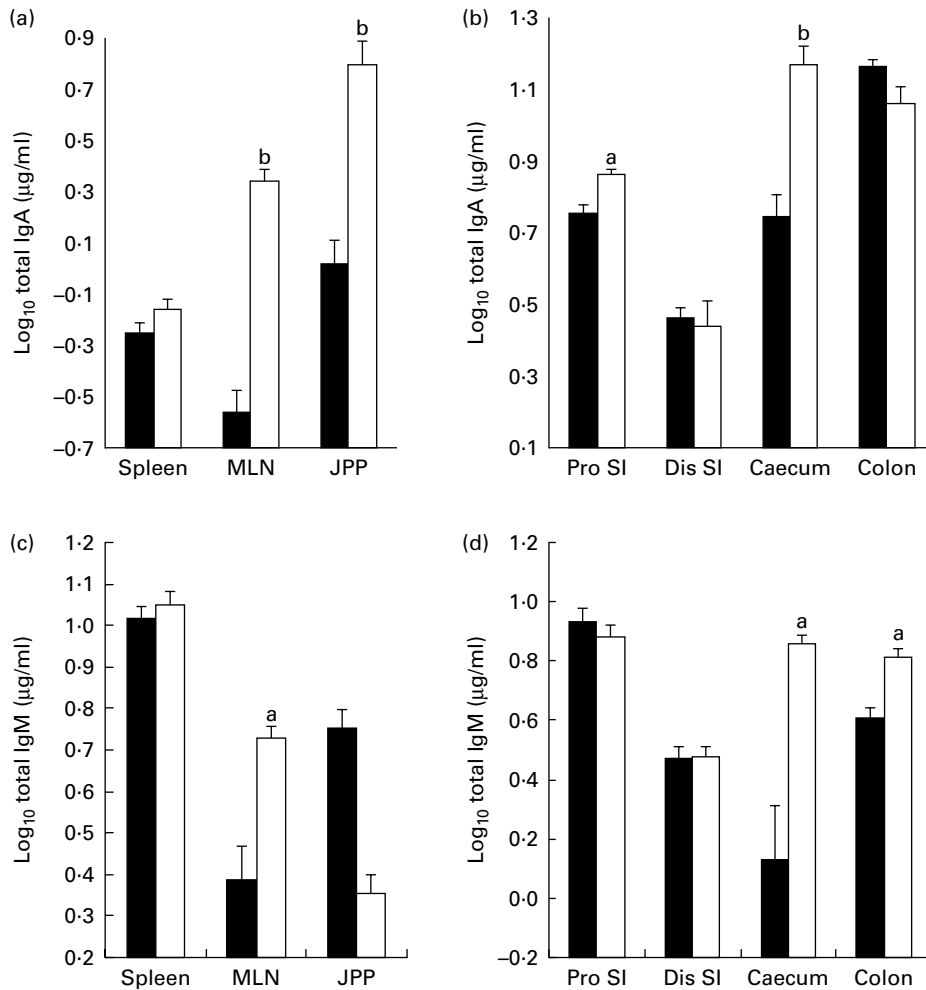 (a)
Log₁₀ total IgA (μg/ml)
0·9
0·7
0·5
0·3
0·1
–0·1
–0·3
–0·5
–0·7
b
b
Spleen MLN JPP
(b)
Log₁₀ total IgA (μg/ml)
1·3
1·1
0·9
0·7
0·5
0·3
0·1
a
b
Pro SI Dis SI Caecum Colon
(c)
Log₁₀ total IgM (μg/ml)
1·2
1·1
1·0
0·9
0·8
0·7
0·6
0·5
0·4
0·3
0·2
a
Spleen MLN JPP
(d)
Log₁₀ total IgM (μg/ml)
1·2
1·0
0·8
0·6
0·4
0·2
0·0
–0·2
a
a
Pro SI Dis SI Caecum Colon